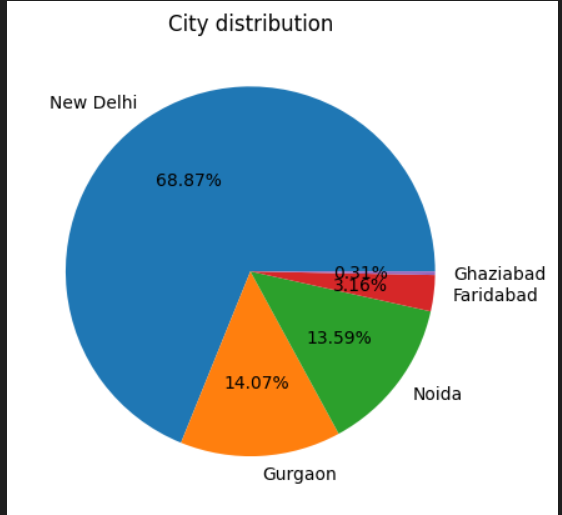 City distribution
New Delhi
68.87%
0.31%
Ghaziabad
3.16%
Faridabad
13.59%
14.07%
Noida
Gurgaon